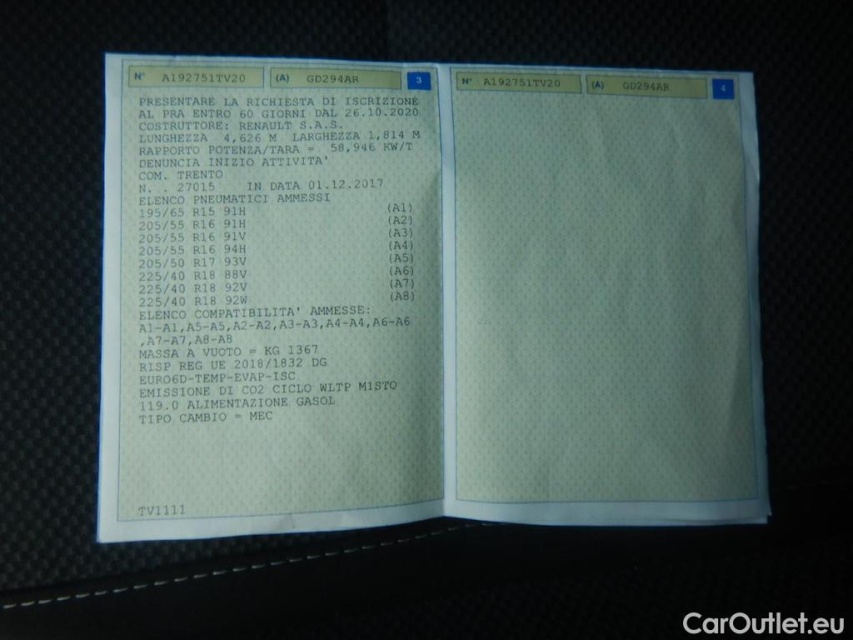 N° A192751TV20 (A) GD294AR 3
PRESENTARE LA RICHIESTA DI ISCRIZIONE
AL PRA ENTRO 60 GIORNI DAL 26.10.2020
COSTRUTTORE: RENAULT S.A.S.
LUNGHEZZA 4,626 M LARGHEZZA 1,814 M
RAPPORTO POTENZA/TARA = 58,946 KW/T
DENUNCIA INIZIO ATTIVITA'
COM. TRENTO
N. . 27015 IN DATA 01.12.2017
ELENCO PNEUMATICI AMMESSI
195/65 R15 91H (A1)
205/55 R16 91H (A2)
205/55 R16 91V (A3)
205/55 R16 94H (A4)
205/50 R17 93V (A5)
225/40 R18 88V (A6)
225/40 R18 92V (A7)
225/40 R18 92W (A8)
ELENCO COMPATIBILITA' AMMESSE:
A1-A1,A5-A5,A2-A2,A3-A3,A4-A4,A6-A6
,A7-A7,A8-A8
MASSA A VUOTO = KG 1367
RISP REG UE 2018/1832 DG
EURO6D-TEMP-EVAP-ISC
EMISSIONE DI CO2 CICLO WLTP MISTO
119.0 ALIMENTAZIONE GASOL
TIPO CAMBIO = MEC
TV1111
N° A192751TV20 (A) GD294AR 4
CarOutlet.eu